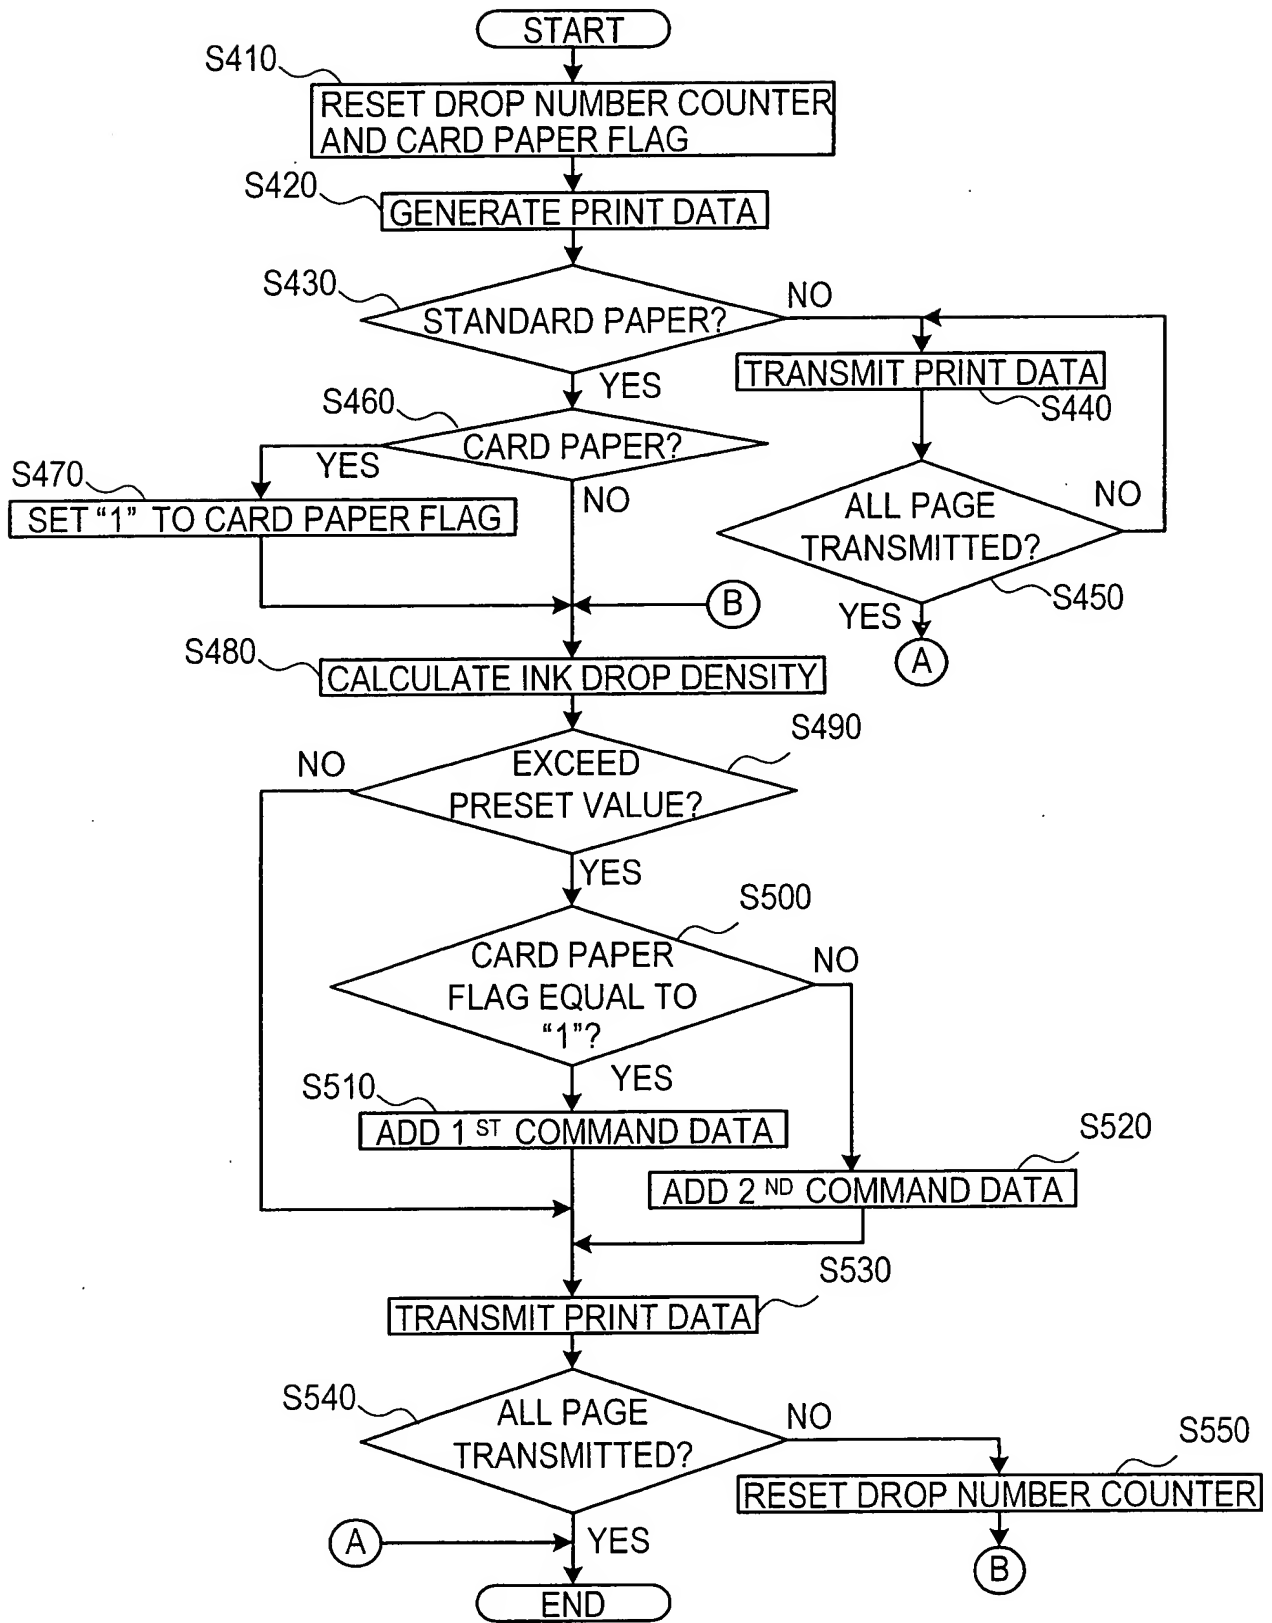 START
S410
RESET DROP NUMBER COUNTER
AND CARD PAPER FLAG
S420
GENERATE PRINT DATA
S430
STANDARD PAPER?
NO
YES
TRANSMIT PRINT DATA
S440
S460
CARD PAPER?
YES
NO
S470
SET “1” TO CARD PAPER FLAG
ALL PAGE
TRANSMITTED?
NO
S450
YES
A
B
S480
CALCULATE INK DROP DENSITY
S490
EXCEED
PRESET VALUE?
NO
YES
S500
CARD PAPER
FLAG EQUAL TO
“1”?
NO
YES
S510
ADD 1 ST COMMAND DATA
S520
ADD 2 ND COMMAND DATA
S530
TRANSMIT PRINT DATA
S540
ALL PAGE
TRANSMITTED?
NO
S550
RESET DROP NUMBER COUNTER
B
A
YES
END